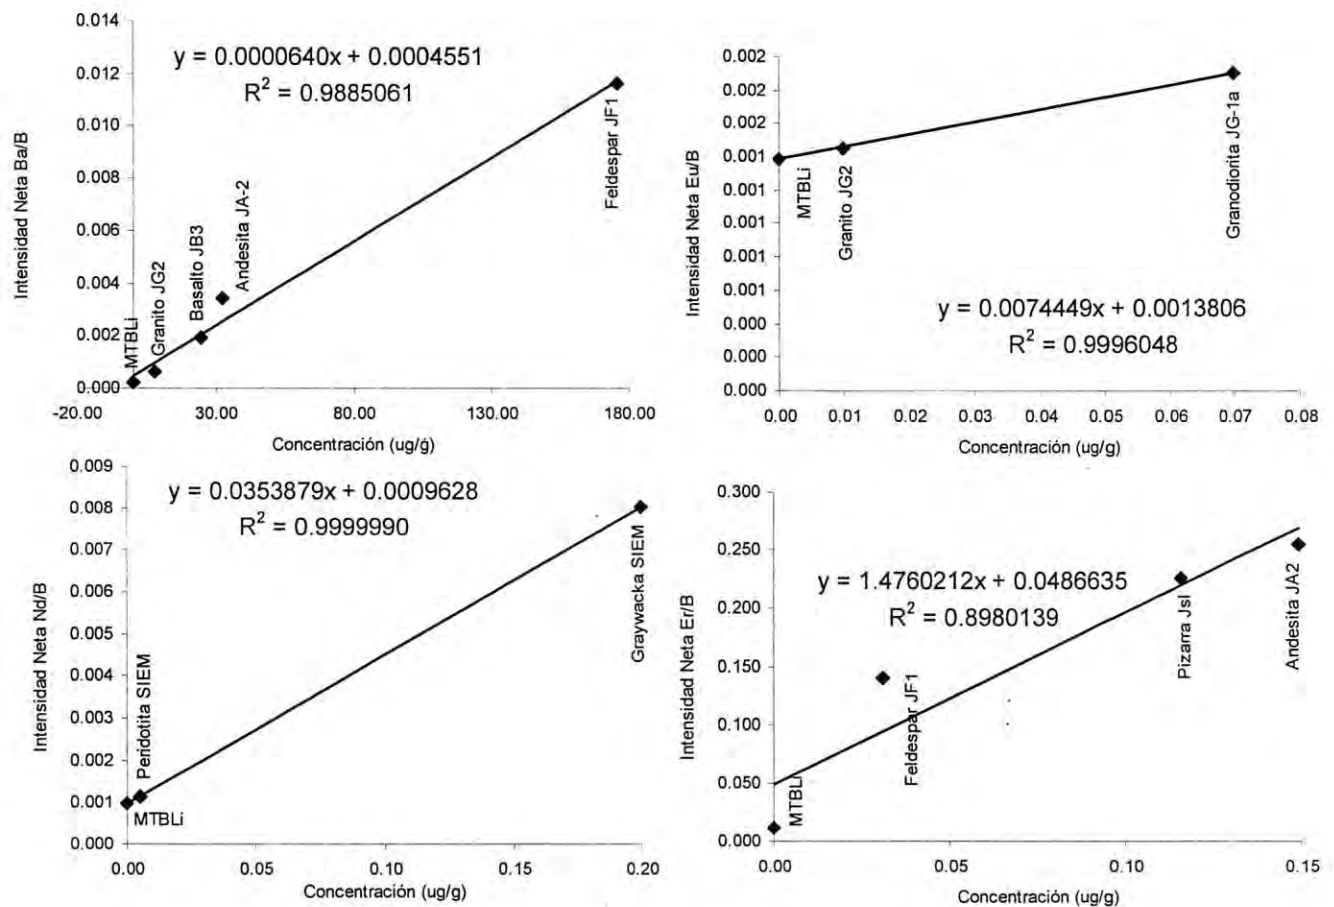 0.014
0.012
0.010
0.008
0.006
0.004
0.002
0.000
Intensidad Neta Ba/B
y = 0.0000640x + 0.0004551
R² = 0.9885061
MTBLi
Granito JG2
Basalto JB3
Andesita JA-2
Feldespar JF1
-20.00 30.00 80.00 130.00 180.00
Concentración (ug/g)
0.002
0.002
0.002
0.001
0.001
0.001
0.001
0.001
0.000
0.000
0.000
Intensidad Neta Eu/B
MTBLi
Granito JG2
Granodiorita JG-1a
y = 0.0074449x + 0.0013806
R² = 0.9996048
0.00 0.01 0.02 0.03 0.04 0.05 0.06 0.07 0.08
Concentración (ug/g)
0.009
0.008
0.007
0.006
0.005
0.004
0.003
0.002
0.001
0.000
Intensidad Neta Nd/B
y = 0.0353879x + 0.0009628
R² = 0.9999990
Peridotita SIEM
MTBLi
Graywacka SIEM
0.00 0.05 0.10 0.15 0.20
Concentración (ug/g)
0.300
0.250
0.200
0.150
0.100
0.050
0.000
Intensidad Neta Er/B
y = 1.4760212x + 0.0486635
R² = 0.8980139
MTBLi
Feldespar JF1
Pizarra Jsl
Andesita JA2
0.00 0.05 0.10 0.15
Concentración (ug/g)